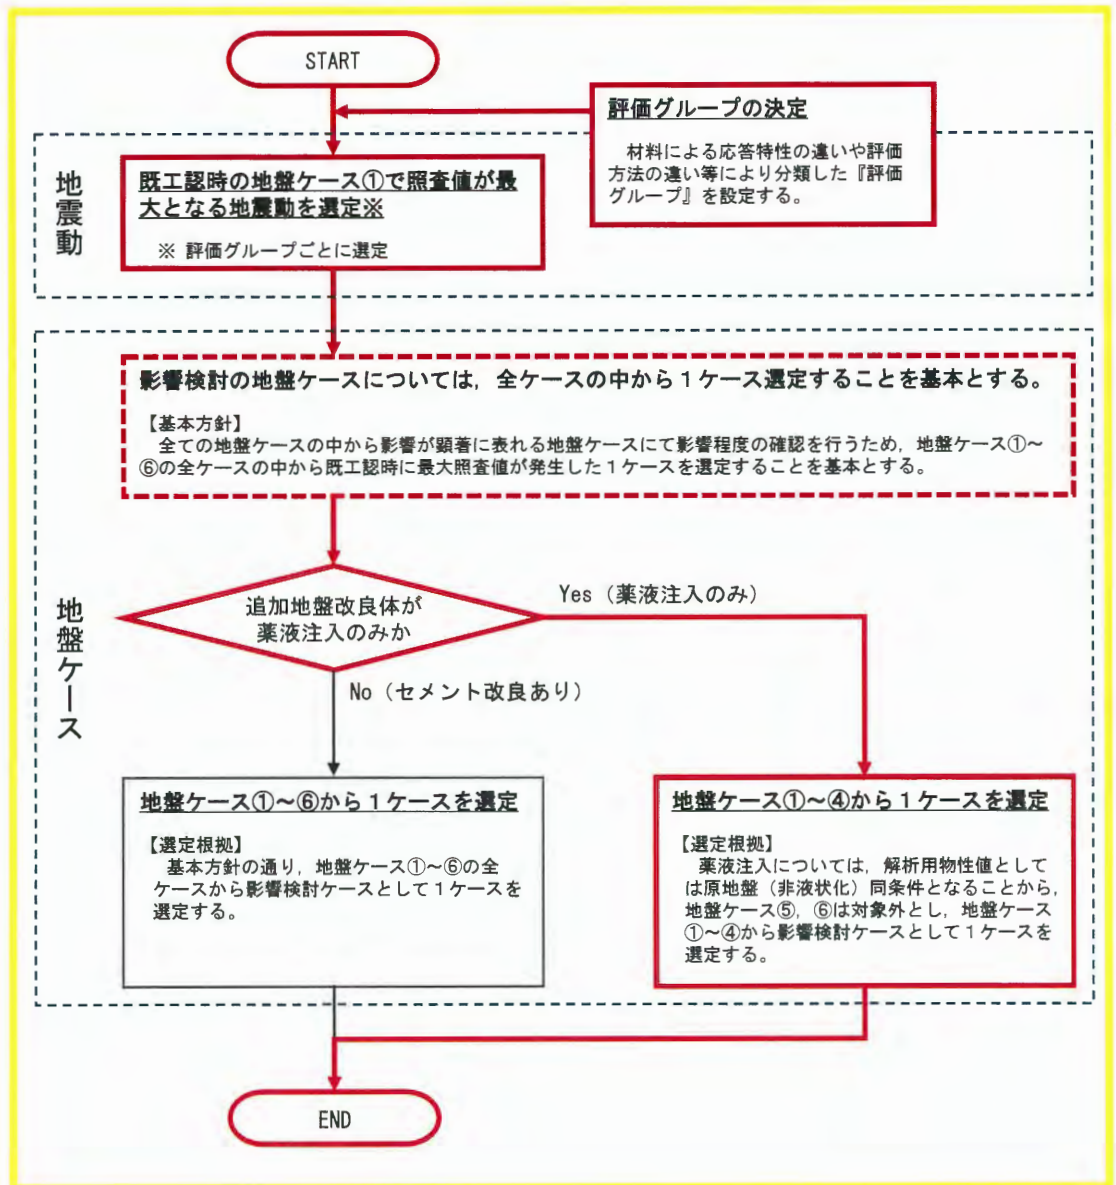 START
評価グループの決定
材料による応答特性の違いや評価
方法の違い等により分類した『評価
グループ』を設定する。
地震動
既工認時の地盤ケース①で照査値が最
大となる地震動を選定※
※ 評価グループごとに選定
影響検討の地盤ケースについては，全ケースの中から１ケース選定することを基本とする。
【基本方針】
全ての地盤ケースの中から影響が顕著に表れる地盤ケースにて影響程度の確認を行うため，地盤ケース①～
⑥の全ケースの中から既工認時に最大照査値が発生した１ケースを選定することを基本とする。
地盤ケース
追加地盤改良体が
薬液注入のみか
Yes（薬液注入のみ）
No（セメント改良あり）
地盤ケース①～⑥から１ケースを選定
【選定根拠】
基本方針の通り，地盤ケース①～⑥の全
ケースから影響検討ケースとして１ケースを
選定する。
地盤ケース①～④から１ケースを選定
【選定根拠】
薬液注入については，解析用物性値として
は原地盤（非液状化）同条件となることから，
地盤ケース⑤，⑥は対象外とし，地盤ケース
①～④から影響検討ケースとして１ケースを
選定する。
END